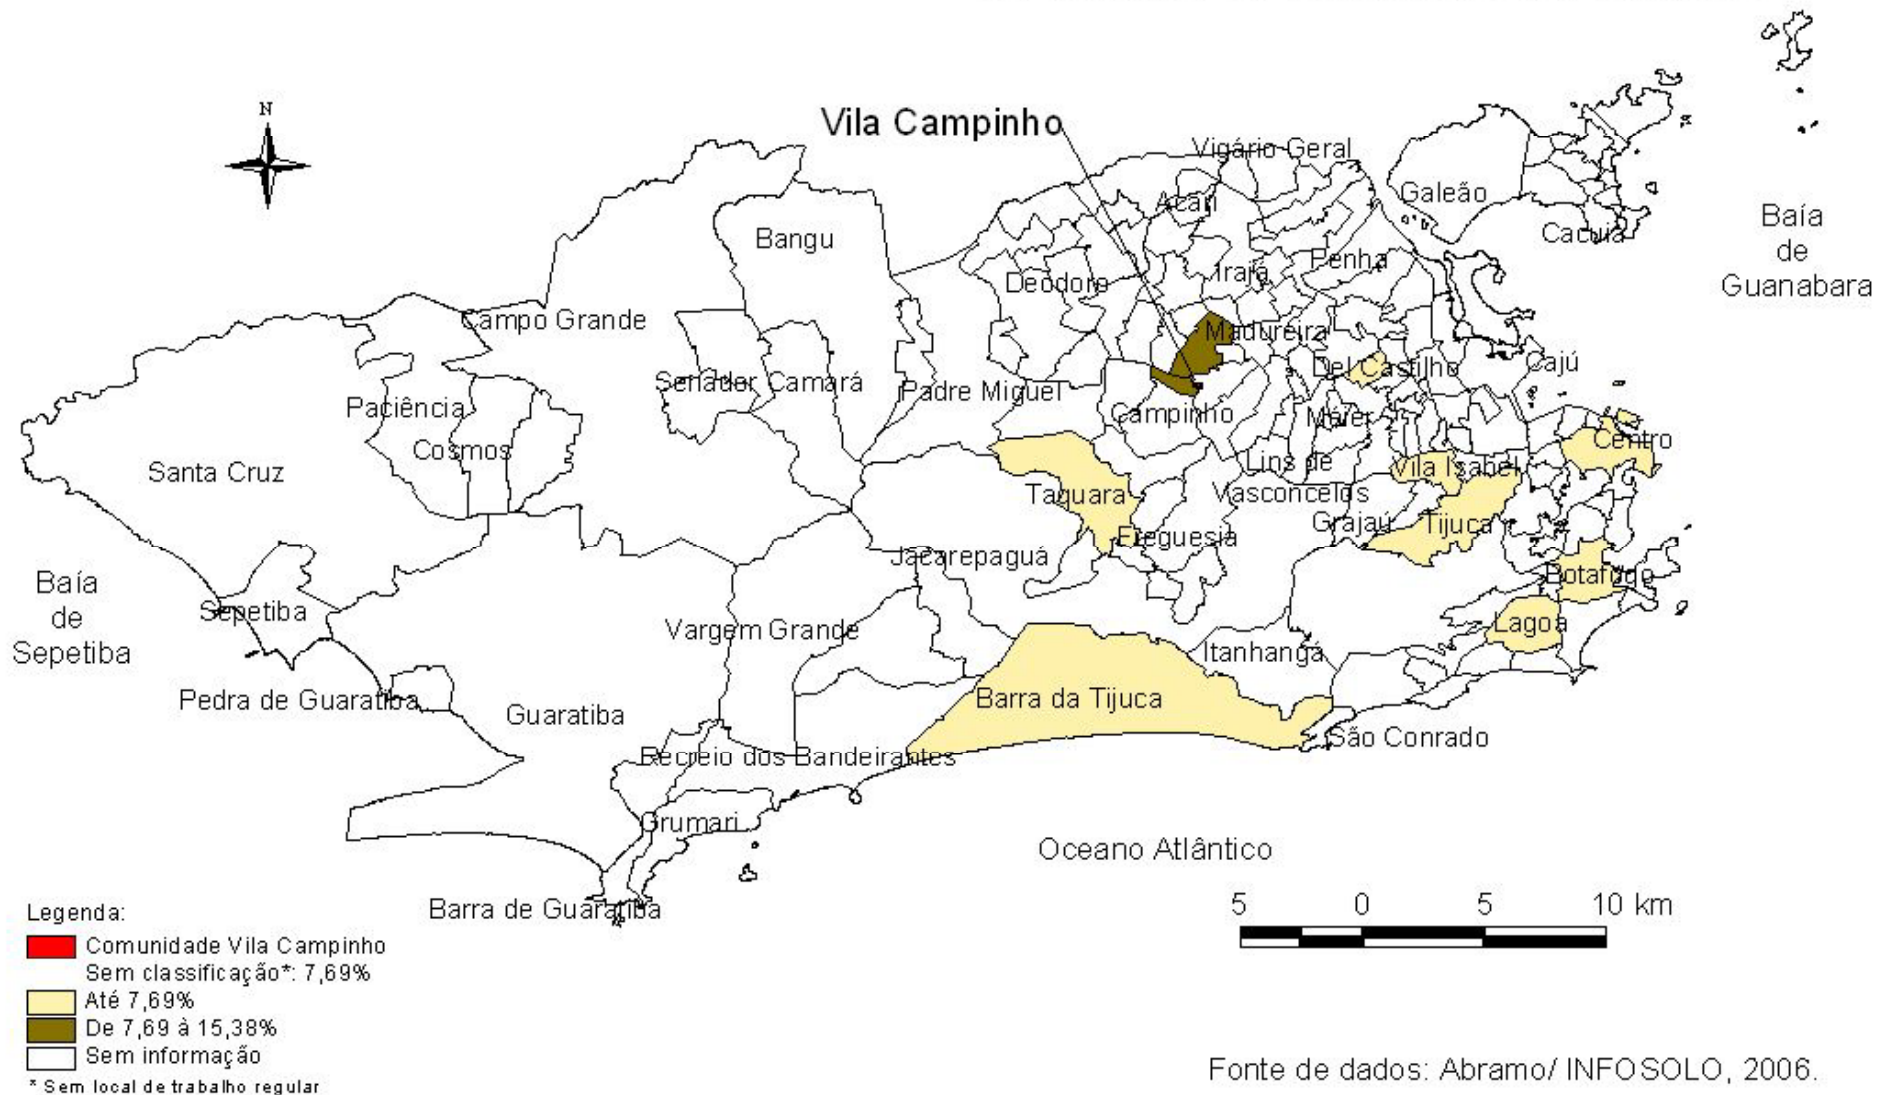 N
Vila Campinho
Vigário Geral
Galeão
Acari
Cacuia
Baía
de
Guanabara
Bangu
Deodoro
Irajá
Penha
Campo Grande
Madureira
Del Castilho
Cajú
Senador Camará
Padre Miguel
Paciência
Campinho
Máier
Cosmos
Centro
Santa Cruz
Lins de
Vasconcelos
Vila Isabel
Taquara
Grajaú
Tijuca
Freguesia
Jacarepaguá
Botafogo
Baía
de
Sepetiba
Sepetiba
Vargem Grande
Lagoa
Itanhangá
Pedra de Guaratiba
Guaratiba
Barra da Tijuca
São Conrado
Recreio dos Bandeirantes
Grumari
Oceano Atlântico
Barra de Guaratiba
5 0 5 10 km
Legenda:
Comunidade Vila Campinho
Sem classificação*: 7,69%
Até 7,69%
De 7,69 à 15,38%
Sem informação
* Sem local de trabalho regular
Fonte de dados: Abramo/ INFOSOLO, 2006.